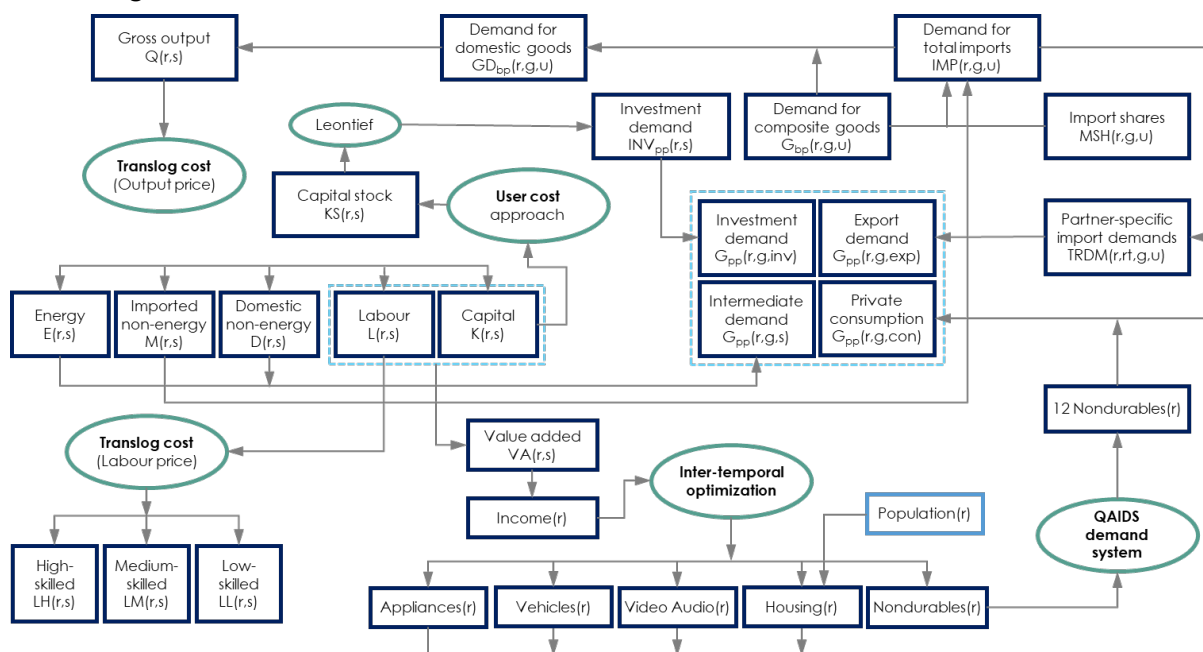 Gross output
Q(r,s)
Demand for
domestic goods
GDbp(r,g,u)
Demand for
total imports
IMP(r,g,u)
Leontief
Investment
demand
INVpp(r,s)
Demand for
composite goods
Gbp(r,g,u)
Import shares
MSH(r,g,u)
Translog cost
(Output price)
Capital stock
KS(r,s)
User cost
approach
Investment
demand
Gpp(r,g,inv)
Export
demand
Gpp(r,g,exp)
Partner-specific
import demands
TRDM(r,rt,g,u)
Energy
E(r,s)
Imported
non-energy
M(r,s)
Domestic
non-energy
D(r,s)
Labour
L(r,s)
Capital
K(r,s)
Intermediate
demand
Gpp(r,g,s)
Private
consumption
Gpp(r,g,con)
12 Nondurables(r)
Translog cost
(Labour price)
Value added
VA(r,s)
Inter-temporal
optimization
Income(r)
Population(r)
QAIDS
demand
system
High-
skilled
LH(r,s)
Medium-
skilled
LM(r,s)
Low-
skilled
LL(r,s)
Appliances(r)
Vehicles(r)
Video Audio(r)
Housing(r)
Nondurables(r)